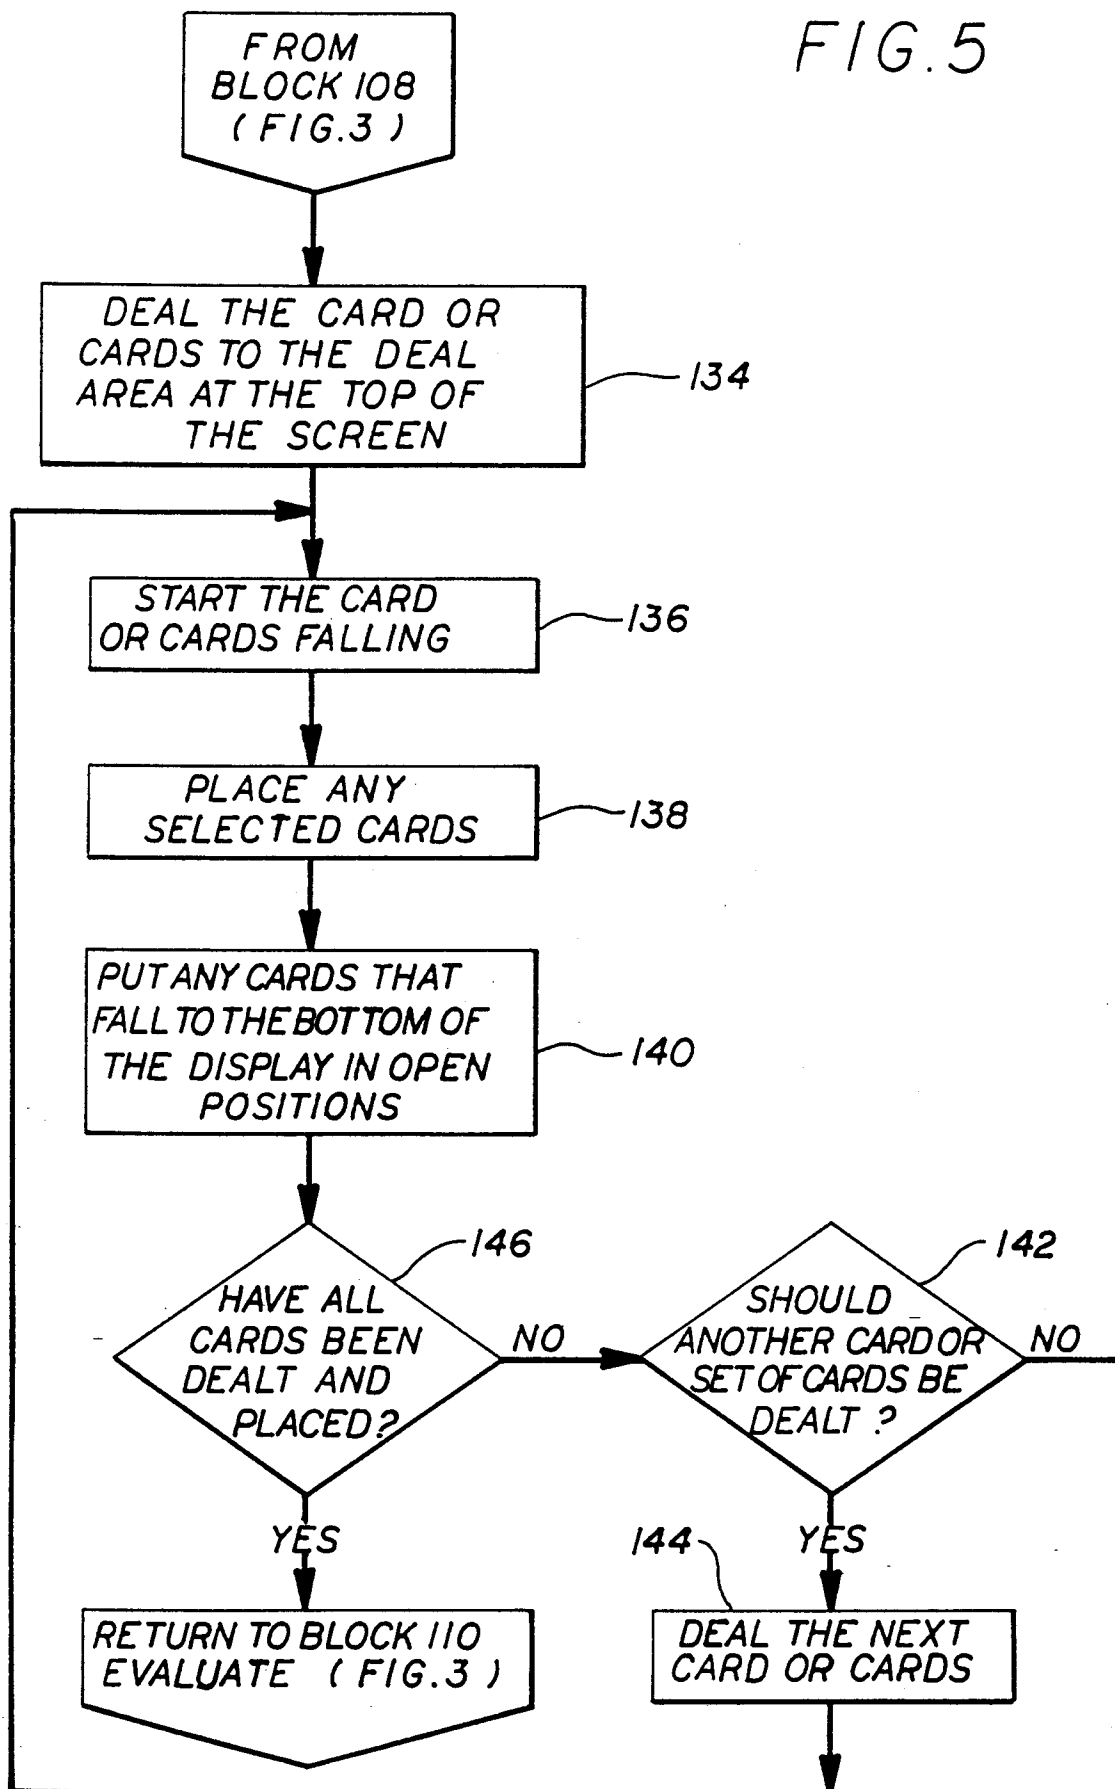 FIG.5
FROM
BLOCK 108
(FIG.3)
DEAL THE CARD OR
CARDS TO THE DEAL
AREA AT THE TOP OF
THE SCREEN
134
START THE CARD
OR CARDS FALLING
136
PLACE ANY
SELECTED CARDS
138
PUT ANY CARDS THAT
FALL TO THE BOTTOM OF
THE DISPLAY IN OPEN
POSITIONS
140
146
HAVE ALL
CARDS BEEN
DEALT AND
PLACED?
NO
142
SHOULD
ANOTHER CARD OR
SET OF CARDS BE
DEALT ?
NO
YES
RETURN TO BLOCK 110
EVALUATE (FIG.3)
YES
144
DEAL THE NEXT
CARD OR CARDS